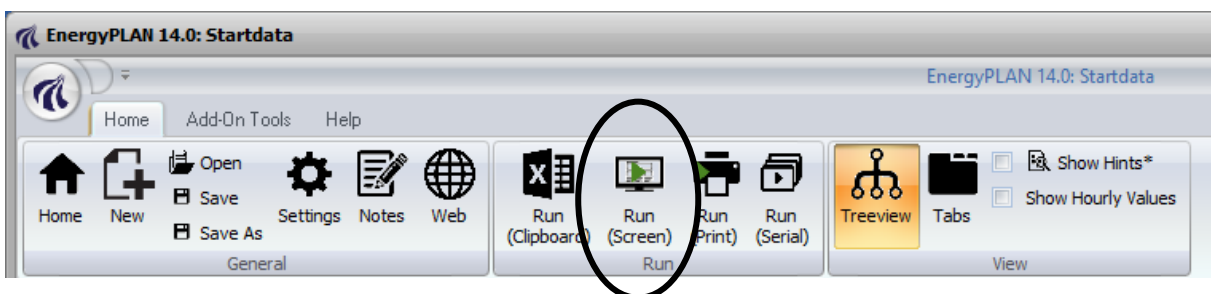 EnergyPLAN 14.0: Startdata
EnergyPLAN 14.0: Startdata
Home Add-On Tools Help
Open
Save
Save As
Home New Settings Notes Web
General
Run (Clipboard)
Run (Screen)
Run (Print)
Run (Serial)
Run
Treeview Tabs
Show Hints*
Show Hourly Values
View